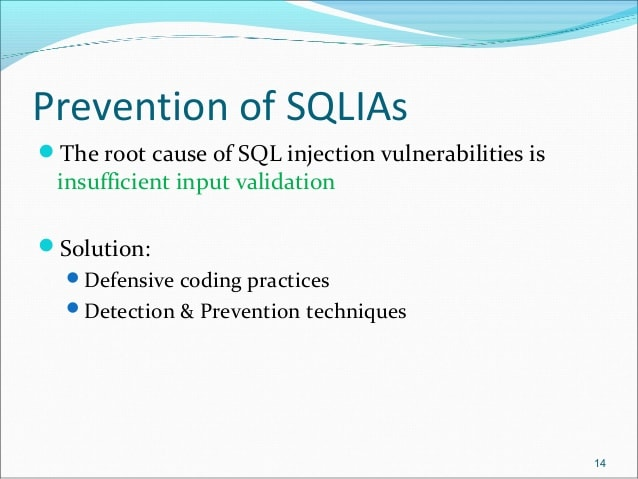 Prevention of SQLIAs
The root cause of SQL injection vulnerabilities is
insufficient input validation
Solution:
Defensive coding practices
Detection & Prevention techniques
14